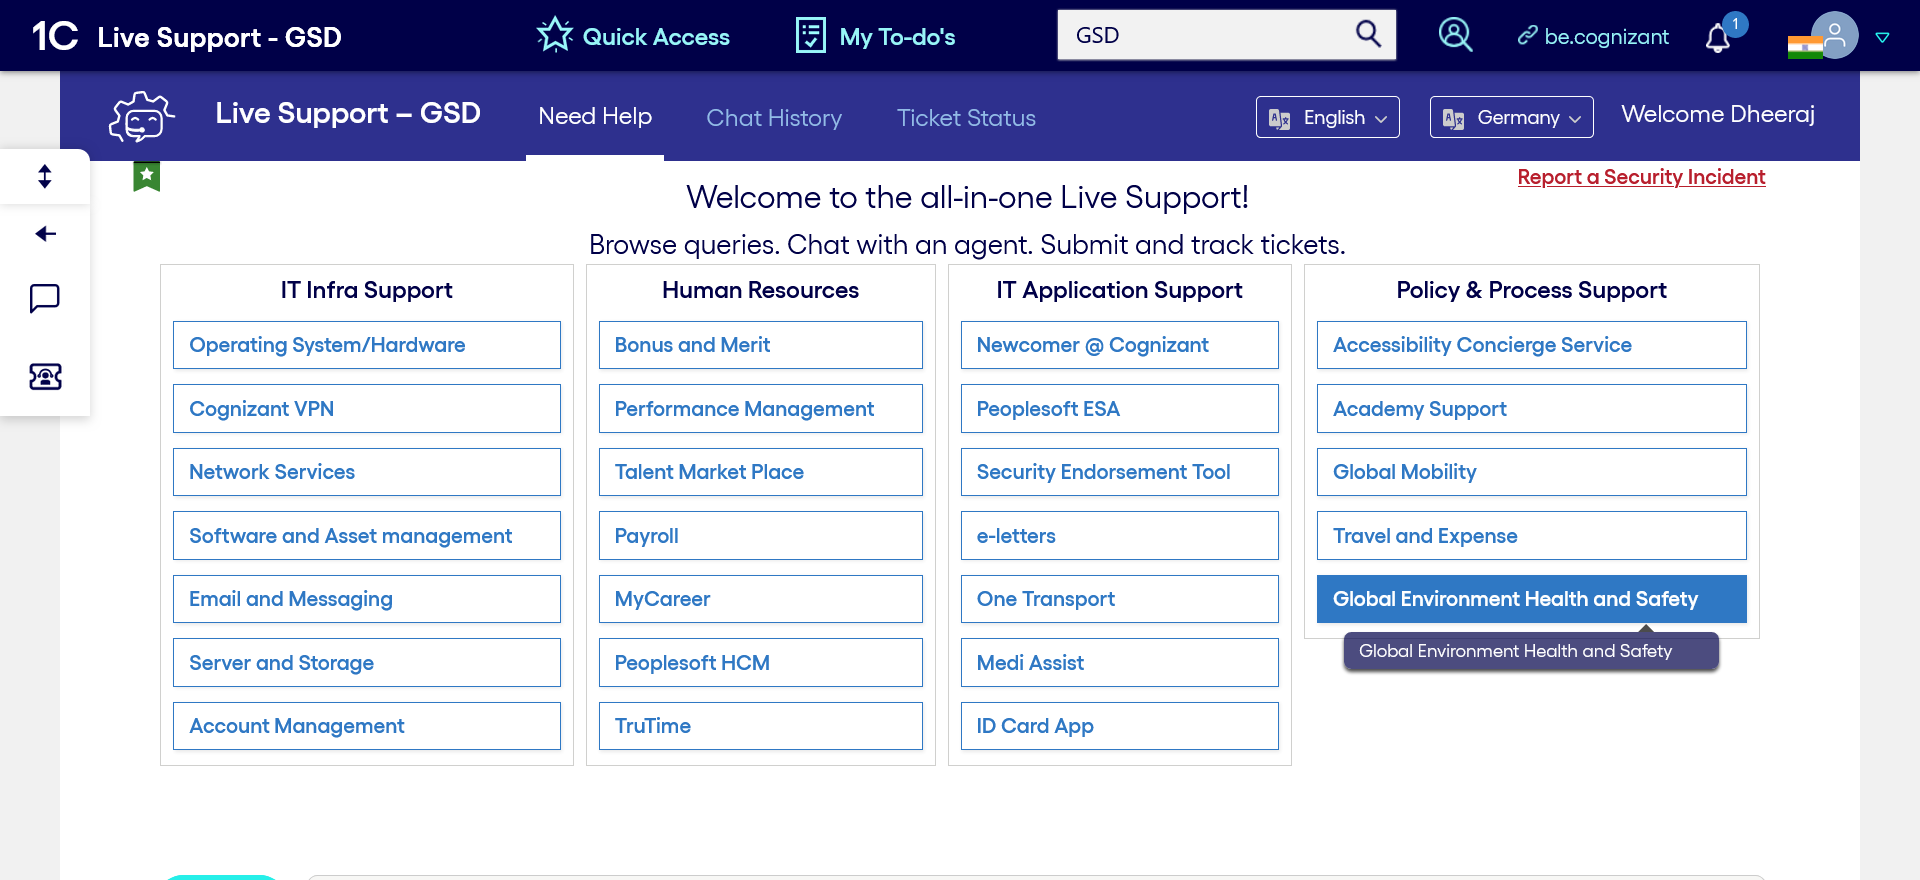 1C Live Support - GSD Quick Access My To-do's GSD be.cognizant 1
Live Support – GSD Need Help Chat History Ticket Status English Germany Welcome Dheeraj
Report a Security Incident
Welcome to the all-in-one Live Support!
Browse queries. Chat with an agent. Submit and track tickets.
IT Infra Support
Operating System/Hardware
Cognizant VPN
Network Services
Software and Asset management
Email and Messaging
Server and Storage
Account Management
Human Resources
Bonus and Merit
Performance Management
Talent Market Place
Payroll
MyCareer
Peoplesoft HCM
TruTime
IT Application Support
Newcomer @ Cognizant
Peoplesoft ESA
Security Endorsement Tool
e-letters
One Transport
Medi Assist
ID Card App
Policy & Process Support
Accessibility Concierge Service
Academy Support
Global Mobility
Travel and Expense
Global Environment Health and Safety
Global Environment Health and Safety